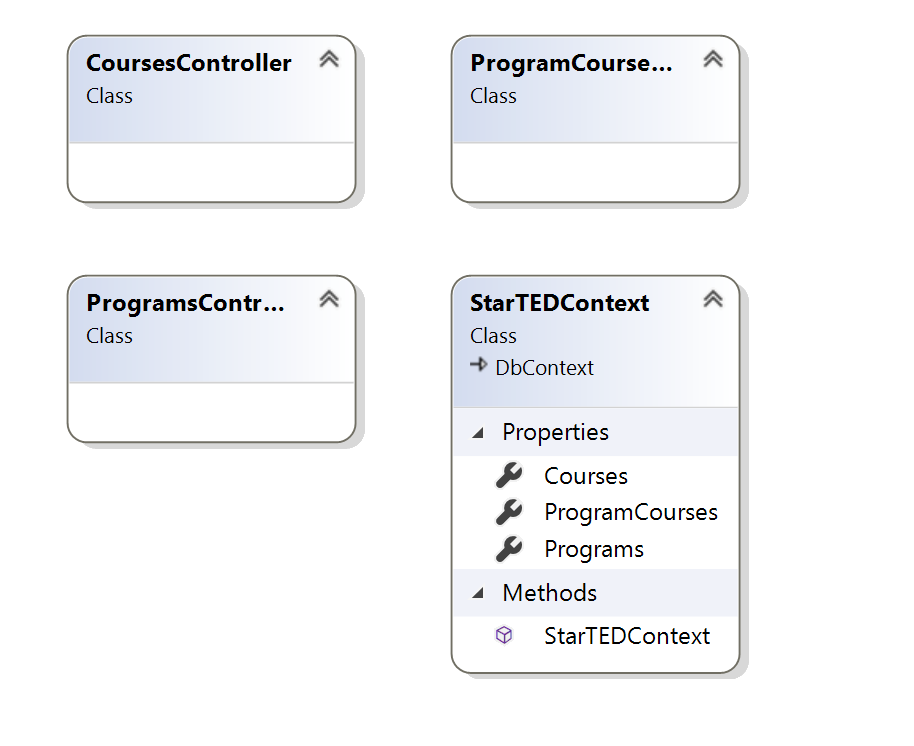 CoursesController
Class
ProgramCourse...
Class
ProgramsContr...
Class
StarTEDContext
Class
DbContext
Properties
Courses
ProgramCourses
Programs
Methods
StarTEDContext